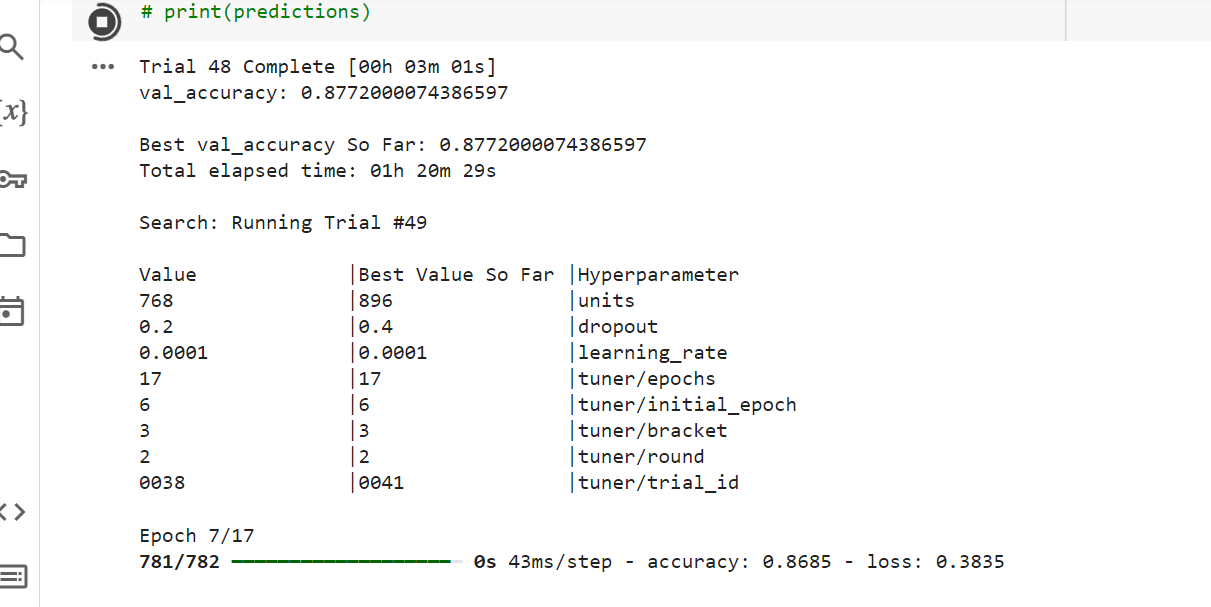 # print(predictions)
{x}
Trial 48 Complete [00h 03m 01s]
val_accuracy: 0.8772000074386597
Best val_accuracy So Far: 0.8772000074386597
Total elapsed time: 01h 20m 29s
Search: Running Trial #49
Value |Best Value So Far |Hyperparameter
768 |896 |units
0.2 |0.4 |dropout
0.0001 |0.0001 |learning_rate
17 |17 |tuner/epochs
6 |6 |tuner/initial_epoch
3 |3 |tuner/bracket
2 |2 |tuner/round
0038 |0041 |tuner/trial_id
Epoch 7/17
781/782 0s 43ms/step - accuracy: 0.8685 - loss: 0.3835